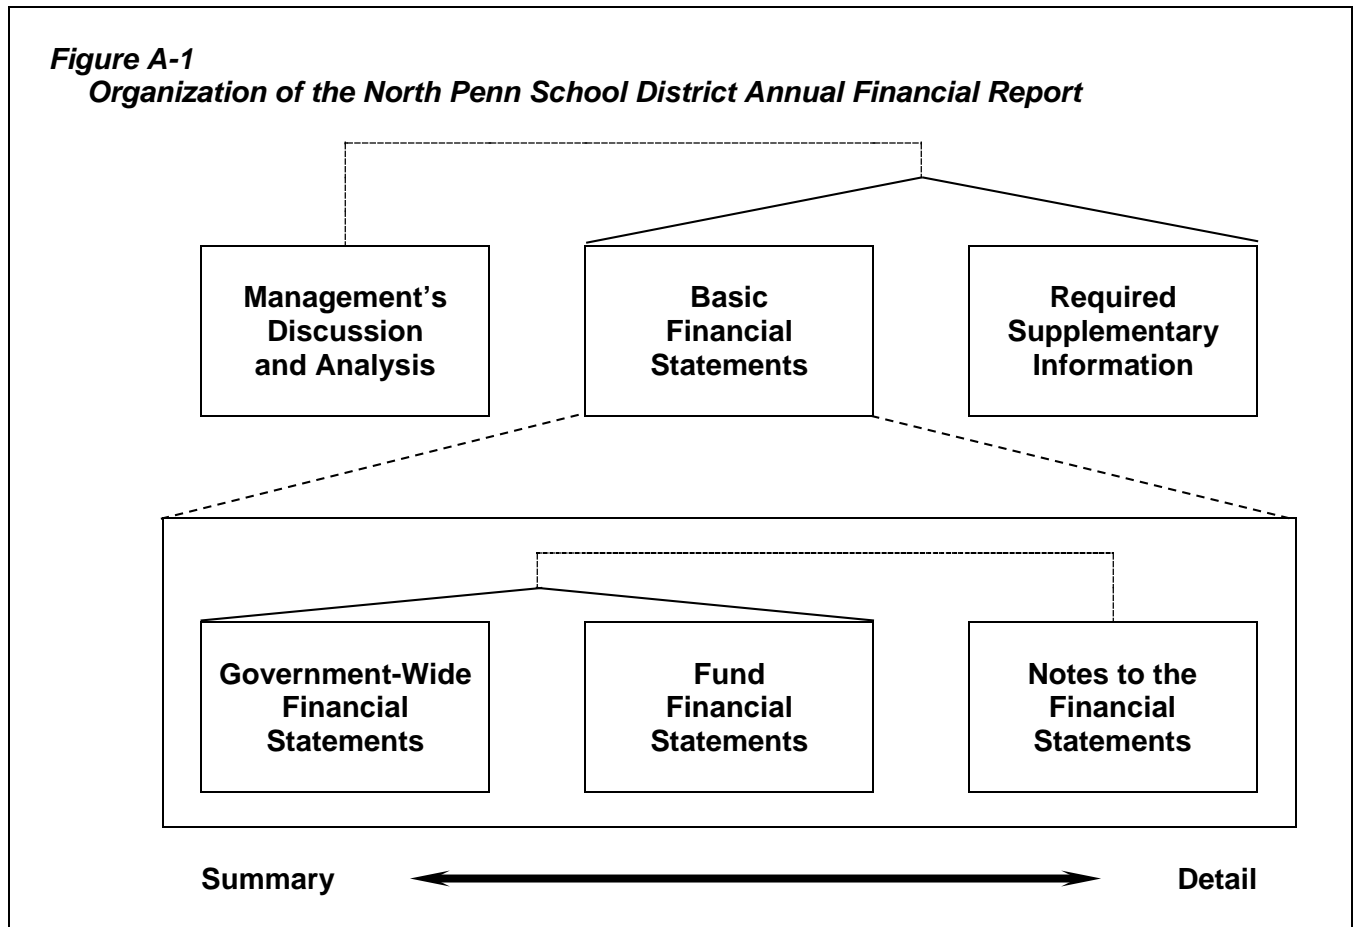 Figure A-1
Organization of the North Penn School District Annual Financial Report
Management’s
Discussion
and Analysis
Basic
Financial
Statements
Required
Supplementary
Information
Government-Wide
Financial
Statements
Fund
Financial
Statements
Notes to the
Financial
Statements
Summary
Detail